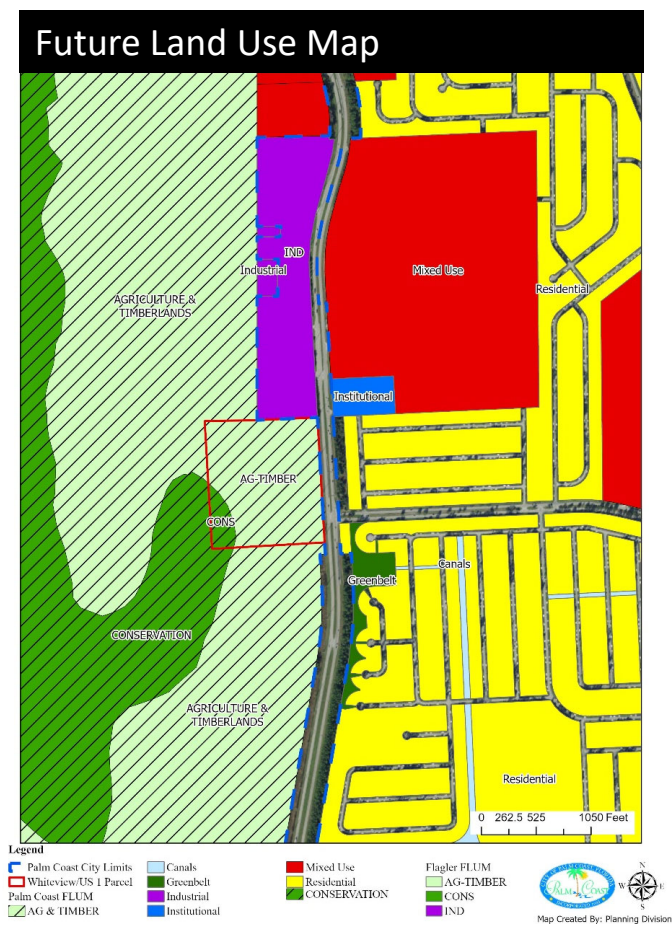 Future Land Use Map
IND
Industrial
Mixed Use
Residential
AGRICULTURE &
TIMBERLANDS
Institutional
AG-TIMBER
CONS
Canals
Greenbelt
CONSERVATION
AGRICULTURE &
TIMBERLANDS
Residential
0 262.5 525 1050 Feet
Legend
Palm Coast City Limits
Whiteview/US 1 Parcel
Palm Coast FLUM
AG & TIMBER
Canals
Greenbelt
Industrial
Institutional
Mixed Use
Residential
CONSERVATION
Flagler FLUM
AG-TIMBER
CONS
IND
PALM COAST
N
W E
S
Map Created By: Planning Division